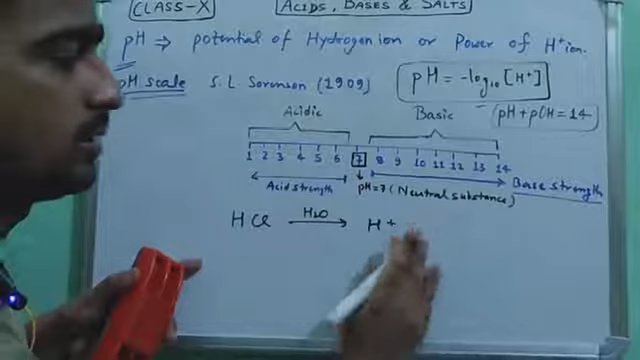 CLASS-X
ACIDS, BASES & SALTS
pH ⇒ potential of Hydrogen ion or Power of H⁺ion.
pH scale S.L Sorenson (1909)
pH = -log₁₀ [H⁺]
(pH + pOH = 14
Acidic
Basic
1 2 3 4 5 6 7 8 9 10 11 12 13 14
Acid strength
pH=7 (Neutral substance)
Base strength
HCl H₂O → H +